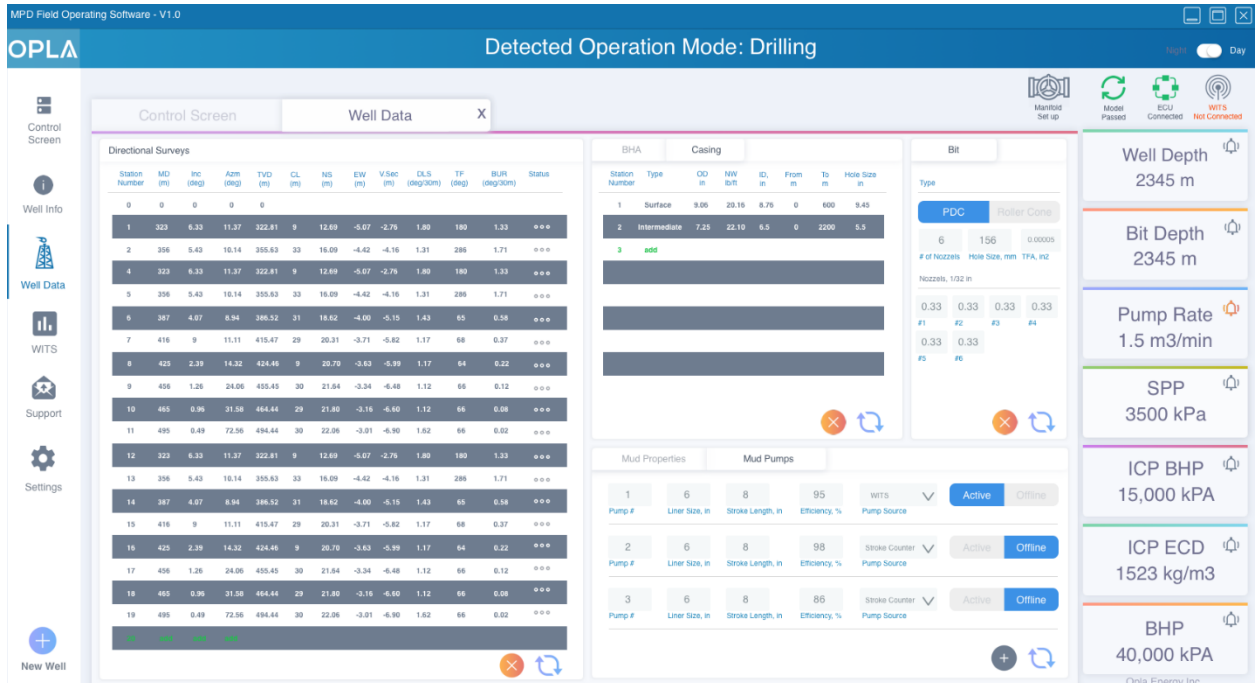 MPD Field Operating Software - V1.0
OPLA
Detected Operation Mode: Drilling
Night Day
Control Screen
Well Info
Well Data
WITS
Support
Settings
New Well
Control Screen
Well Data X
Manifold Set up
Model Passed
ECU Connected
WITS Not Connected
Directional Surveys
Station Number MD (m) Inc (deg) Azm (deg) TVD (m) CL (m) NS (m) EW (m) V.Sec (m) DLS (deg/30m) TF (deg) BUR (deg/30m) Status
0 0 0 0 0
1 323 6.33 11.37 322.81 9 12.69 -5.07 -2.76 1.80 180 1.33
2 356 5.43 10.14 355.63 33 16.09 -4.42 -4.16 1.31 286 1.71
4 323 6.33 11.37 322.81 9 12.69 -5.07 -2.76 1.80 180 1.33
5 356 5.43 10.14 355.63 33 16.09 -4.42 -4.16 1.31 286 1.71
6 387 4.07 8.94 386.52 31 18.62 -4.00 -5.15 1.43 65 0.58
7 416 9 11.11 415.47 29 20.31 -3.71 -5.82 1.17 68 0.37
8 425 2.39 14.32 424.46 9 20.70 -3.63 -5.99 1.17 64 0.22
9 456 1.26 24.06 455.45 30 21.64 -3.34 -6.48 1.12 66 0.12
10 465 0.96 31.58 464.44 29 21.80 -3.16 -6.60 1.12 66 0.08
11 495 0.49 72.56 494.44 30 22.06 -3.01 -6.90 1.62 66 0.02
12 323 6.33 11.37 322.81 9 12.69 -5.07 -2.76 1.80 180 1.33
13 356 5.43 10.14 355.63 33 16.09 -4.42 -4.16 1.31 286 1.71
14 387 4.07 8.94 386.52 31 18.62 -4.00 -5.15 1.43 65 0.58
15 416 9 11.11 415.47 29 20.31 -3.71 -5.82 1.17 68 0.37
16 425 2.39 14.32 424.46 9 20.70 -3.63 -5.99 1.17 64 0.22
17 456 1.26 24.06 455.45 30 21.64 -3.34 -6.48 1.12 66 0.12
18 465 0.96 31.58 464.44 29 21.80 -3.16 -6.60 1.12 66 0.08
19 495 0.49 72.56 494.44 30 22.06 -3.01 -6.90 1.62 66 0.02
BHA Casing
Station Number Type OD in NW lb/ft ID, in From m To m Hole Size in
1 Surface 9.06 20.16 8.76 0 600 9.45
2 Intermediate 7.25 22.10 6.5 0 2200 5.5
3 add
Bit
Type
PDC Roller Cone
6 156 0.00005
# of Nozzels Hole Size, mm TFA, in2
Nozzels, 1/32 in
0.33 0.33 0.33 0.33
#1 #2 #3 #4
0.33 0.33
#5 #6
Mud Properties Mud Pumps
1 6 8 95 WITS Active Offline
Pump # Liner Size, in Stroke Length, in Efficiency, % Pump Source
2 6 8 98 Stroke Counter Active Offline
Pump # Liner Size, in Stroke Length, in Efficiency, % Pump Source
3 6 8 86 Stroke Counter Active Offline
Pump # Liner Size, in Stroke Length, in Efficiency, % Pump Source
Well Depth
2345 m
Bit Depth
2345 m
Pump Rate
1.5 m3/min
SPP
3500 kPa
ICP BHP
15,000 kPA
ICP ECD
1523 kg/m3
BHP
40,000 kPA
Opla Energy Inc